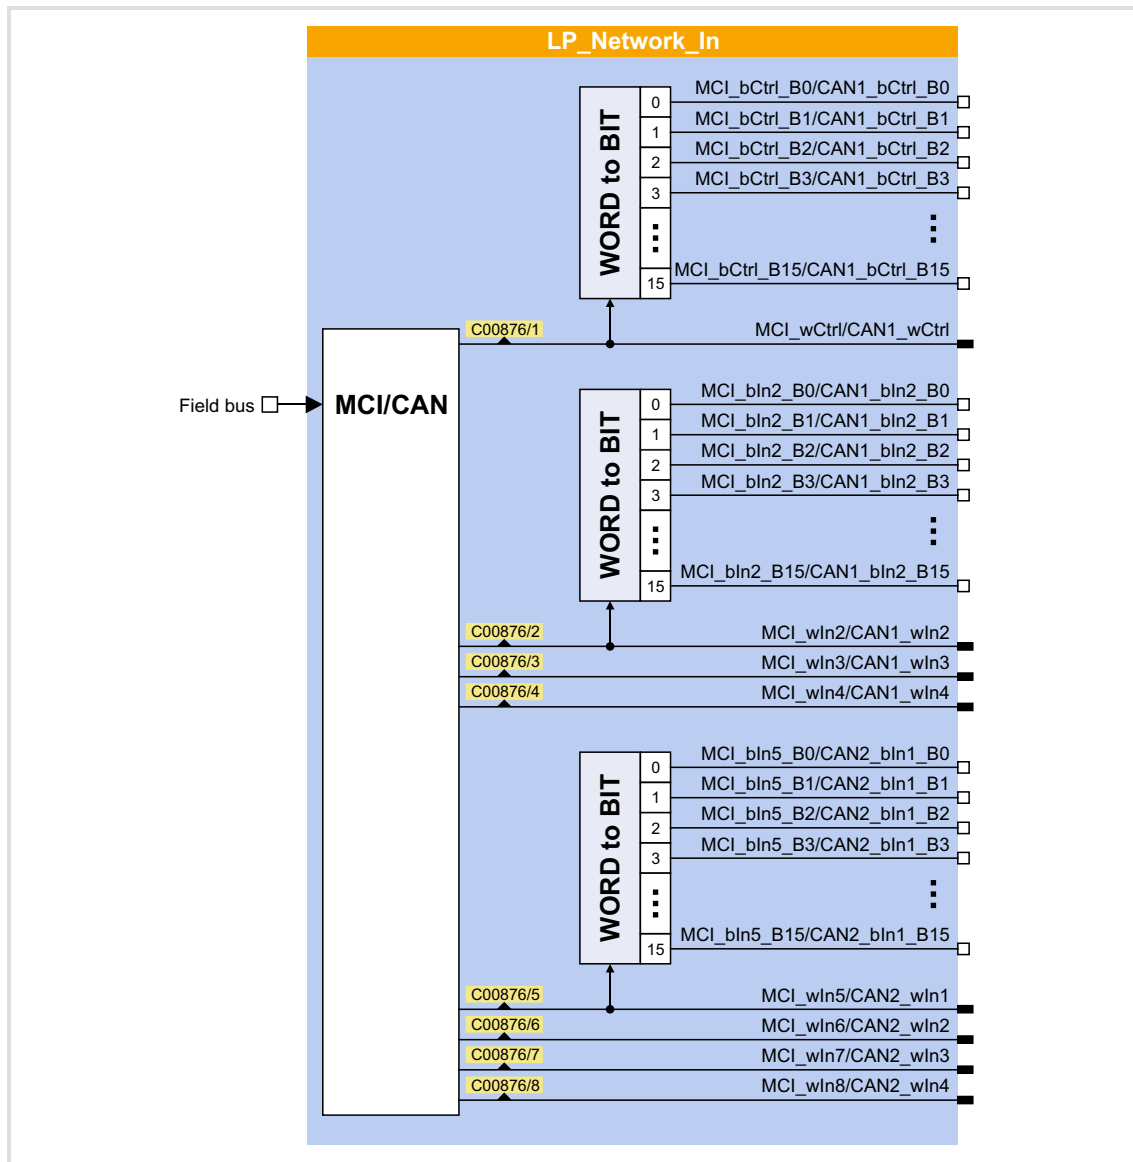 LP_Network_In
WORD to BIT
0
MCI_bCtrl_B0/CAN1_bCtrl_B0
1
MCI_bCtrl_B1/CAN1_bCtrl_B1
2
MCI_bCtrl_B2/CAN1_bCtrl_B2
3
MCI_bCtrl_B3/CAN1_bCtrl_B3
15
MCI_bCtrl_B15/CAN1_bCtrl_B15
C00876/1
MCI_wCtrl/CAN1_wCtrl
Field bus
MCI/CAN
WORD to BIT
0
MCI_bIn2_B0/CAN1_bIn2_B0
1
MCI_bIn2_B1/CAN1_bIn2_B1
2
MCI_bIn2_B2/CAN1_bIn2_B2
3
MCI_bIn2_B3/CAN1_bIn2_B3
15
MCI_bIn2_B15/CAN1_bIn2_B15
C00876/2
MCI_wIn2/CAN1_wIn2
C00876/3
MCI_wIn3/CAN1_wIn3
C00876/4
MCI_wIn4/CAN1_wIn4
WORD to BIT
0
MCI_bIn5_B0/CAN2_bIn1_B0
1
MCI_bIn5_B1/CAN2_bIn1_B1
2
MCI_bIn5_B2/CAN2_bIn1_B2
3
MCI_bIn5_B3/CAN2_bIn1_B3
15
MCI_bIn5_B15/CAN2_bIn1_B15
C00876/5
MCI_wIn5/CAN2_wIn1
C00876/6
MCI_wIn6/CAN2_wIn2
C00876/7
MCI_wIn7/CAN2_wIn3
C00876/8
MCI_wIn8/CAN2_wIn4